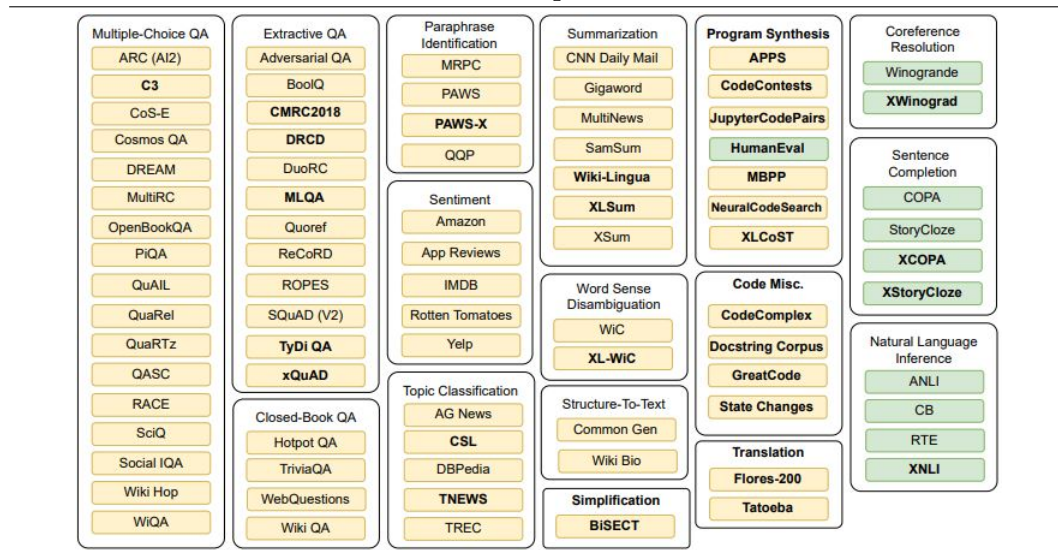 Multiple-Choice QA
ARC (AI2)
C3
CoS-E
Cosmos QA
DREAM
MultiRC
OpenBookQA
PiQA
QuAIL
QuaRel
QuaRTz
QASC
RACE
SciQ
Social IQA
Wiki Hop
WiQA
Extractive QA
Adversarial QA
BoolQ
CMRC2018
DRCD
DuoRC
MLQA
Quoref
ReCoRD
ROPES
SQuAD (V2)
TyDi QA
xQuAD
Closed-Book QA
Hotpot QA
TriviaQA
WebQuestions
Wiki QA
Paraphrase
Identification
MRPC
PAWS
PAWS-X
QQP
Sentiment
Amazon
App Reviews
IMDB
Rotten Tomatoes
Yelp
Topic Classification
AG News
CSL
DBPedia
TNEWS
TREC
Summarization
CNN Daily Mail
Gigaword
MultiNews
SamSum
Wiki-Lingua
XLSum
XSum
Word Sense
Disambiguation
WiC
XL-WiC
Structure-To-Text
Common Gen
Wiki Bio
Simplification
BiSECT
Program Synthesis
APPS
CodeContests
JupyterCodePairs
HumanEval
MBPP
NeuralCodeSearch
XLCoST
Code Misc.
CodeComplex
Docstring Corpus
GreatCode
State Changes
Translation
Flores-200
Tatoeba
Coreference
Resolution
Winogrande
XWinograd
Sentence
Completion
COPA
StoryCloze
XCOPA
XStoryCloze
Natural Language
Inference
ANLI
CB
RTE
XNLI